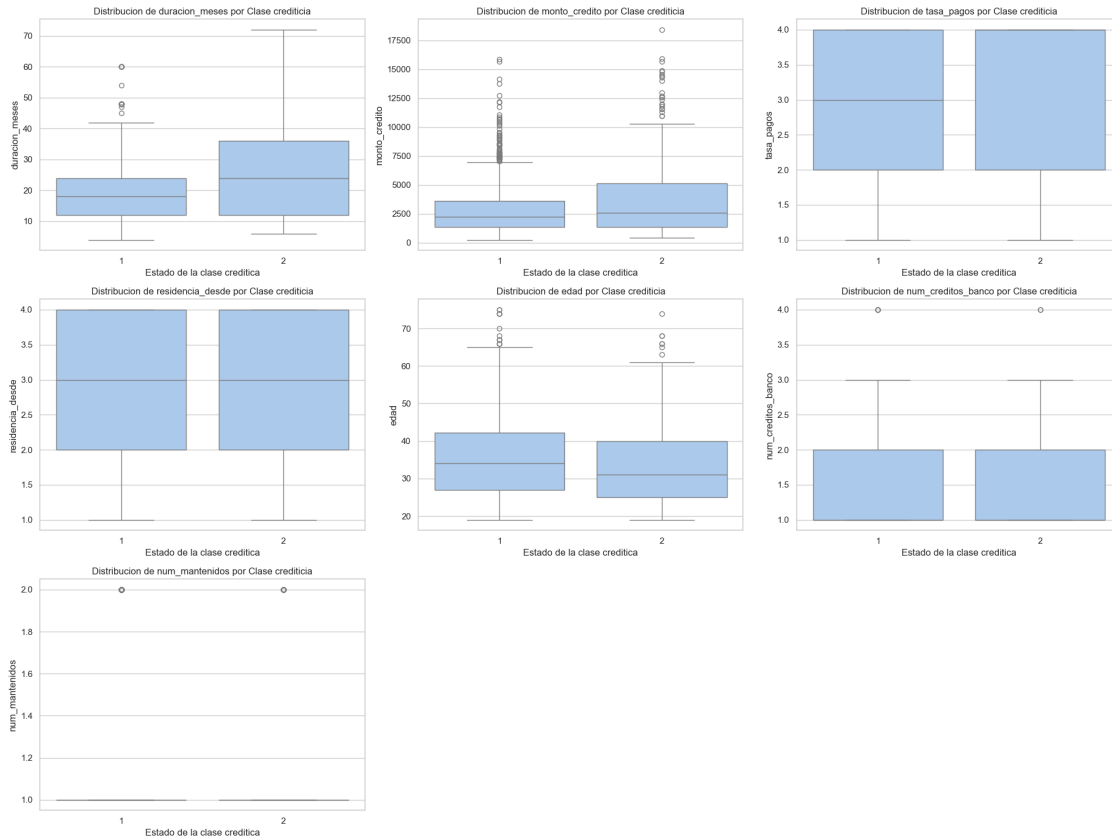 Distribucion de duracion_meses por Clase crediticia
70
60
50
40
30
20
10
duracion_meses
1
2
Estado de la clase creditica
Distribucion de monto_credito por Clase crediticia
17500
15000
12500
10000
7500
5000
2500
0
monto_credito
1
2
Estado de la clase creditica
Distribucion de tasa_pagos por Clase crediticia
4.0
3.5
3.0
2.5
2.0
1.5
1.0
tasa_pagos
1
2
Estado de la clase creditica
Distribucion de residencia_desde por Clase crediticia
4.0
3.5
3.0
2.5
2.0
1.5
1.0
residencia_desde
1
2
Estado de la clase creditica
Distribucion de edad por Clase crediticia
70
60
50
40
30
20
edad
1
2
Estado de la clase creditica
Distribucion de num_creditos_banco por Clase crediticia
4.0
3.5
3.0
2.5
2.0
1.5
1.0
num_creditos_banco
1
2
Estado de la clase creditica
Distribucion de num_mantenidos por Clase crediticia
2.0
1.8
1.6
1.4
1.2
1.0
num_mantenidos
1
2
Estado de la clase creditica